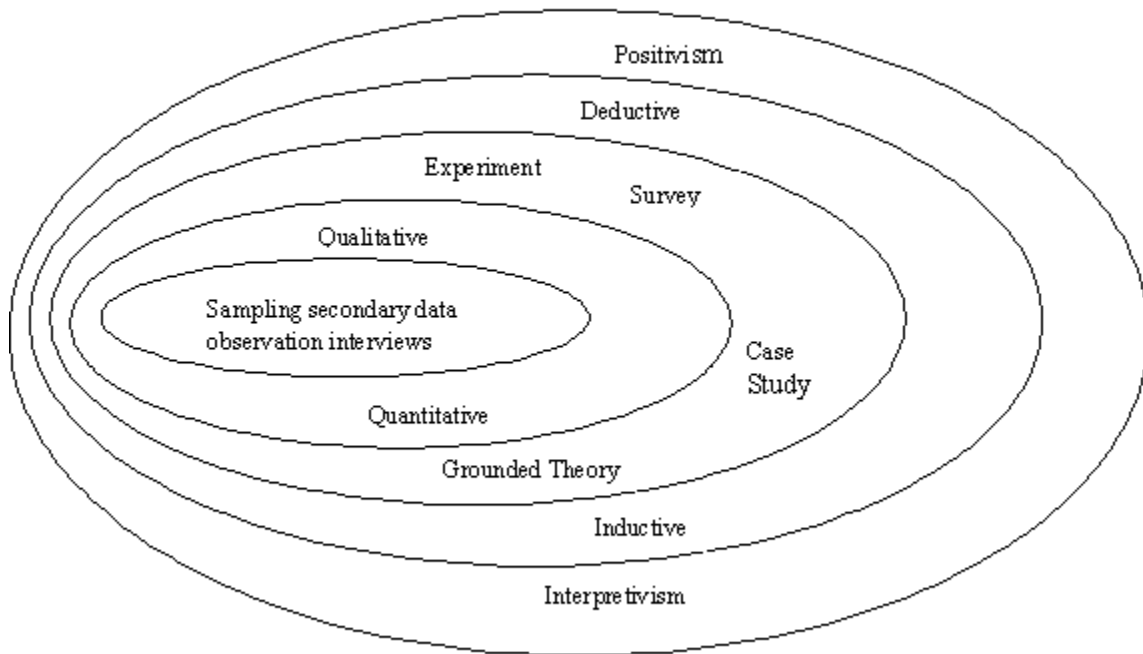 Positivism
Deductive
Experiment
Survey
Qualitative
Sampling secondary data
observation interviews
Case
Study
Quantitative
Grounded Theory
Inductive
Interpretivism